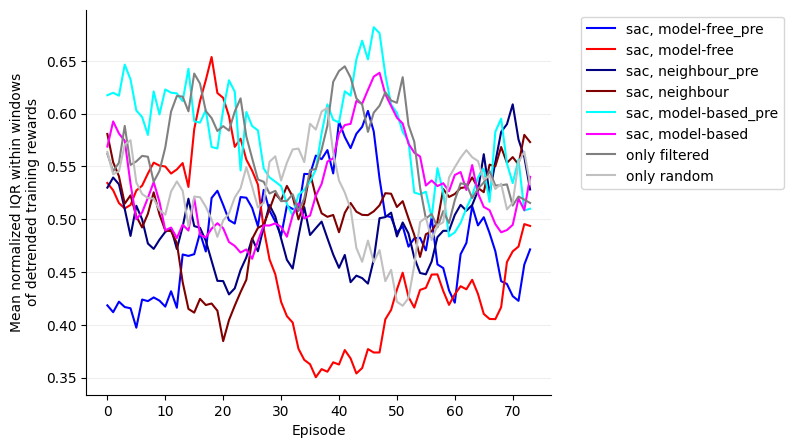 Mean normalized IQR within windows
of detrended training rewards
0.65
0.60
0.55
0.50
0.45
0.40
0.35
0 10 20 30 40 50 60 70
Episode
sac, model-free_pre
sac, model-free
sac, neighbour_pre
sac, neighbour
sac, model-based_pre
sac, model-based
only filtered
only random